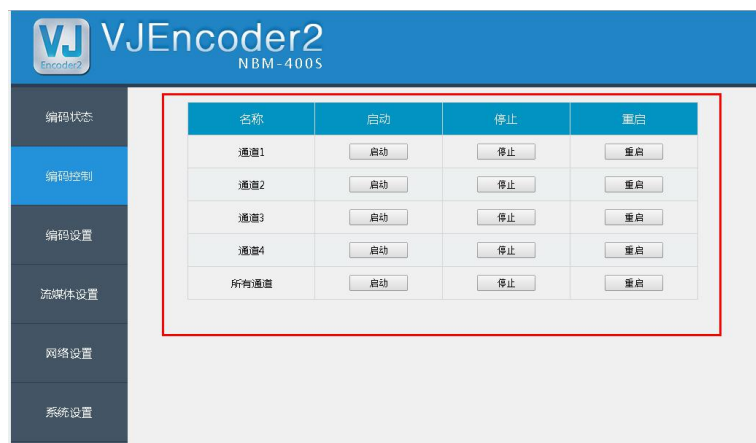 VJ
Encoder2
VJEncoder2
NBM-400S
编码状态
编码控制
编码设置
流媒体设置
网络设置
系统设置
名称 启动 停止 重启
通道1 启动 停止 重启
通道2 启动 停止 重启
通道3 启动 停止 重启
通道4 启动 停止 重启
所有通道 启动 停止 重启